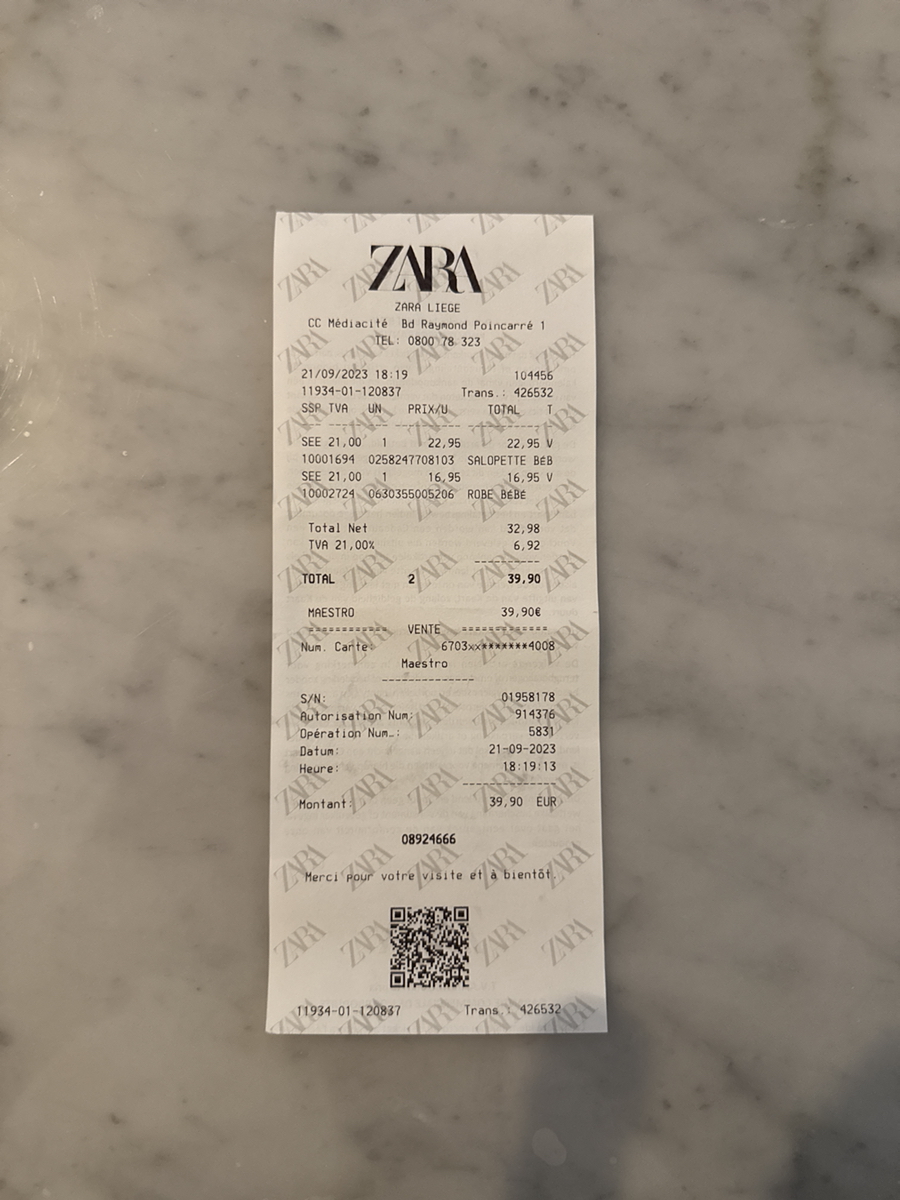 ZARA
ZARA LIEGE
CC Médiacité Bd Raymond Poincarré 1
TEL: 0800 78 323
21/09/2023 18:19 104456
11934-01-120837 Trans.: 426532
SSP TVA UN PRIX/U TOTAL T
SEE 21,00 1 22,95 22,95 V
10001694 0258247708103 SALOPETTE BÉB
SEE 21,00 1 16,95 16,95 V
10002724 0630355005206 ROBE BÉBÉ
Total Net 32,98
TVA 21,00% 6,92
TOTAL 2 39,90
MAESTRO 39,90€
============ VENTE =============
Num. Carte: 6703xx*******4008
Maestro
--------------
S/N: 01958178
Autorisation Num: 914376
Opération Num.: 5831
Datum: 21-09-2023
Heure: 18:19:13
--------------
Montant: 39,90 EUR
08924666
Merci pour votre visite et à bientôt.
11934-01-120837 Trans.: 426532